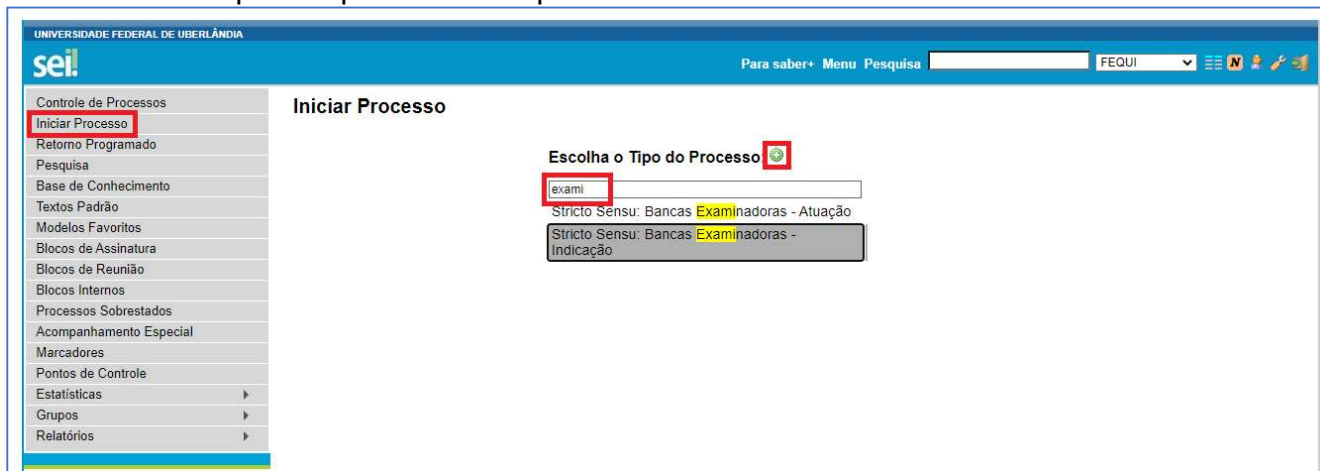 UNIVERSIDADE FEDERAL DE UBERLÂNDIA
sei!
Para saber+ Menu Pesquisa FEQUI N
Controle de Processos
Iniciar Processo
Retorno Programado
Pesquisa
Base de Conhecimento
Textos Padrão
Modelos Favoritos
Blocos de Assinatura
Blocos de Reunião
Blocos Internos
Processos Sobrestados
Acompanhamento Especial
Marcadores
Pontos de Controle
Estatísticas
Grupos
Relatórios
Iniciar Processo
Escolha o Tipo do Processo:
exami
Stricto Sensu: Bancas Examinadoras - Atuação
Stricto Sensu: Bancas Examinadoras -
Indicação